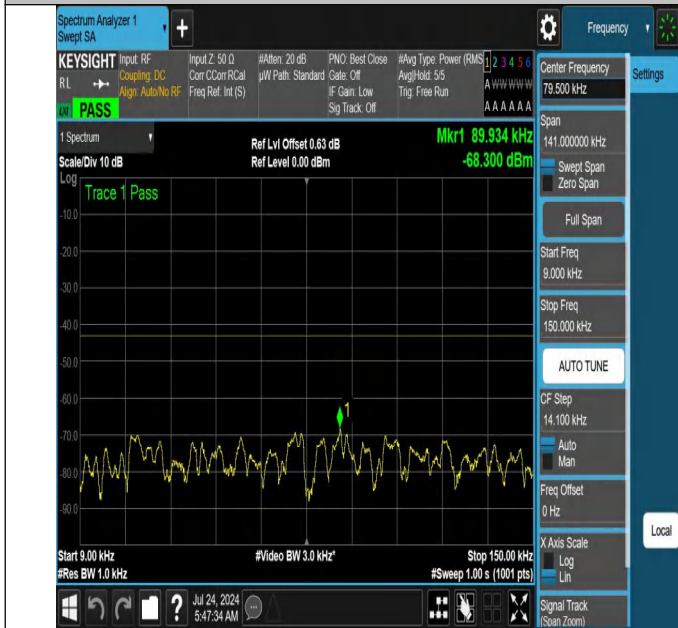 Spectrum Analyzer 1
Swept SA
+
Frequency
KEYSIGHT
RL
PASS
Input: RF
Coupling: DC
Align: Auto/No RF
Input Z: 50 Ω
Corr CCorr RCal
Freq Ref: Int (S)
#Atten: 20 dB
µW Path: Standard
PNO: Best Close
Gate: Off
IF Gain: Low
Sig Track: Off
#Avg Type: Power (RMS
Avg|Hold: 5/5
Trig: Free Run
1 2 3 4 5 6
A W W W W W
A A A A A A
1 Spectrum
Scale/Div 10 dB
Ref Lvl Offset 0.63 dB
Ref Level 0.00 dBm
Mkr1 89.934 kHz
-68.300 dBm
Log
Trace 1 Pass
-10.0
-20.0
-30.0
-40.0
-50.0
-60.0
-70.0
-80.0
-90.0
1
Start 9.00 kHz
#Res BW 1.0 kHz
#Video BW 3.0 kHz*
Stop 150.00 kHz
#Sweep 1.00 s (1001 pts)
Center Frequency
79.500 kHz
Settings
Span
141.000000 kHz
Swept Span
Zero Span
Full Span
Start Freq
9.000 kHz
Stop Freq
150.000 kHz
AUTO TUNE
CF Step
14.100 kHz
Auto
Man
Freq Offset
0 Hz
X Axis Scale
Log
Lin
Local
Signal Track
(Span Zoom)
?
Jul 24, 2024
5:47:34 AM